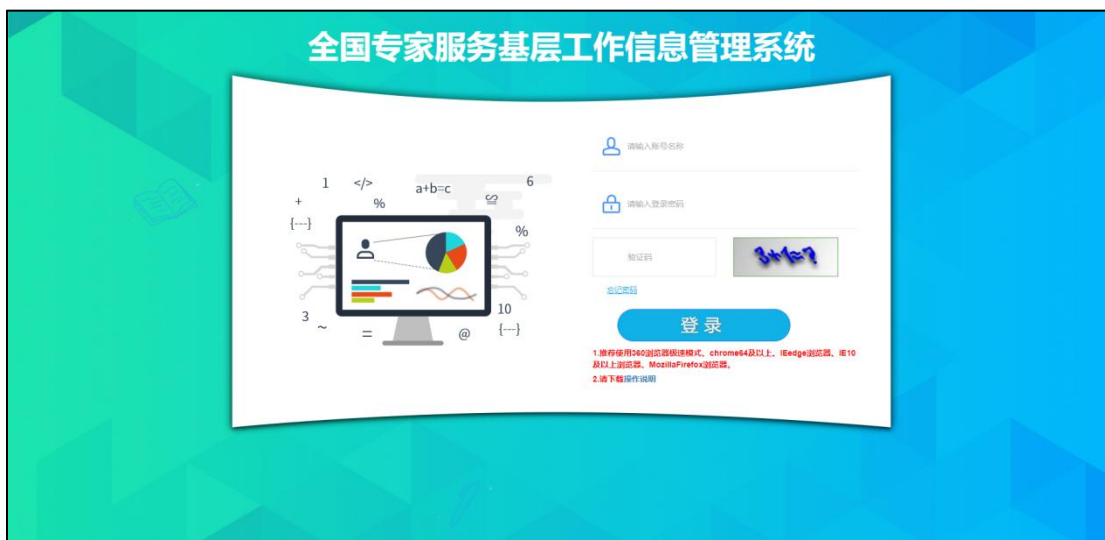 全国专家服务基层工作信息管理系统
请输入账号名称
1 </> a+b=c 6
+ % ≌
{---} %
请输入登录密码
验证码 3+1=?
忘记密码
3 ~ = @ 10 {---}
登录
1.推荐使用360浏览器极速模式、chrome64及以上、IEedge浏览器、IE10
及以上浏览器、MozillaFirefox浏览器。
2.请下载操作说明